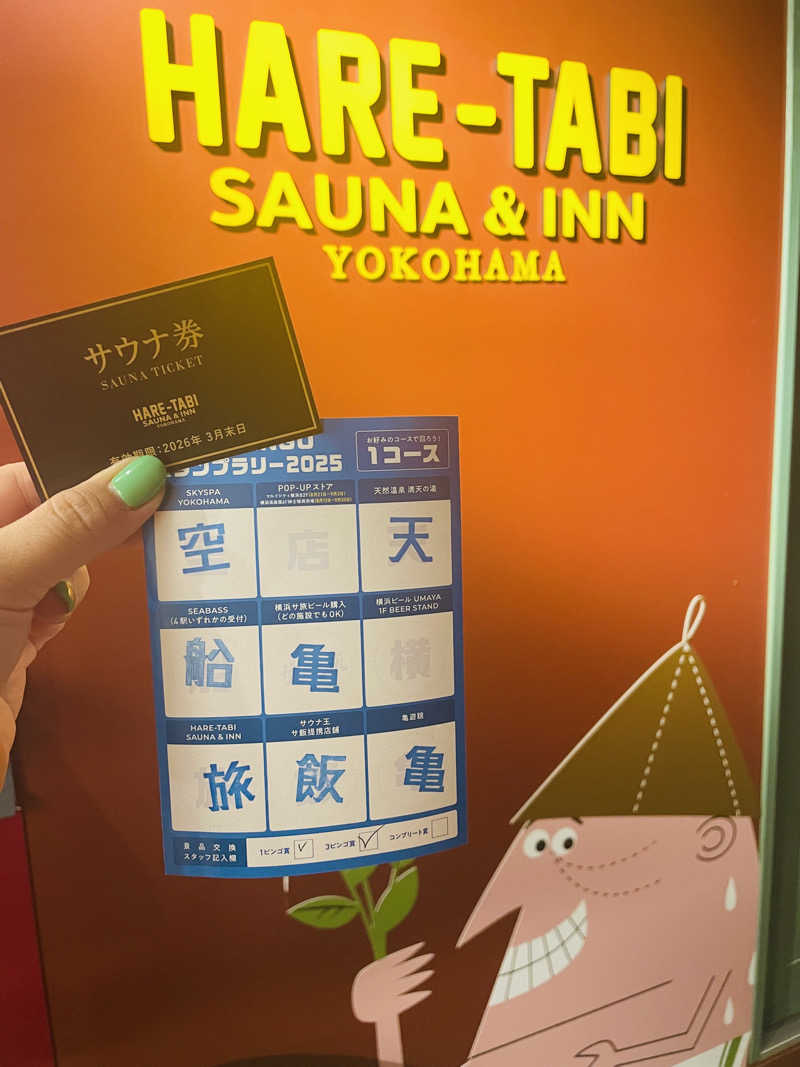 HARE-TABI
SAUNA & INN
YOKOHAMA
サウナ券
SAUNA TICKET
HARE-TABI
SAUNA & INN
YOKOHAMA
有効期限:2026年 3月末日
スタンプラリー2025
お好みのコースで回ろう!
1コース
SKYSPA
YOKOHAMA
空
POP-UPストア
店
天然温泉 満天の湯
天
SEABASS
(4駅いずれかの受付)
船
横浜サ旅ビール購入
(どの施設でもOK)
亀
横浜ビール UMAYA
1F BEER STAND
横
HARE-TABI
SAUNA & INN
旅
サウナ王
サ飯提携店舗
飯
亀遊舘
亀
景品交換
スタッフ記入欄
1ビンゴ賞
3ビンゴ賞
コンプリート賞